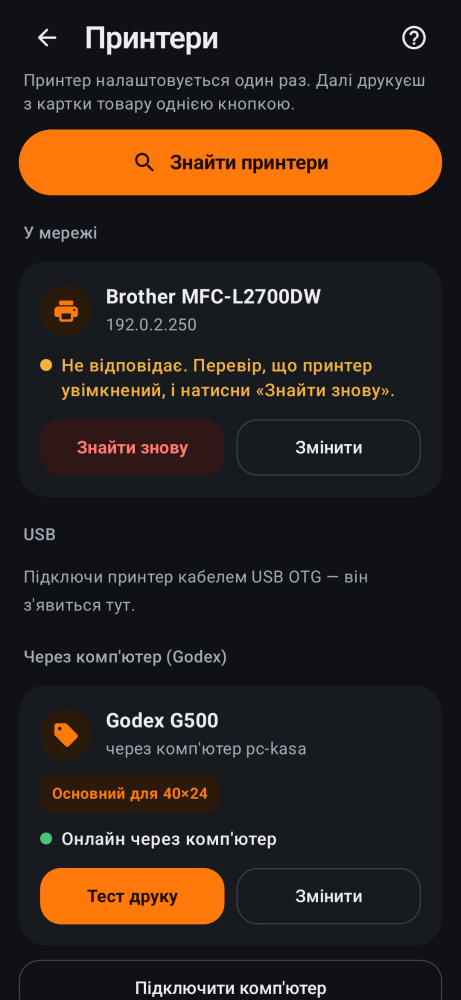 Принтери
Принтер налаштовується один раз. Далі друкуєш
з картки товару однією кнопкою.
Знайти принтери
У мережі
Brother MFC-L2700DW
192.0.2.250
Не відповідає. Перевір, що принтер
увімкнений, і натисни «Знайти знову».
Знайти знову
Змінити
USB
Підключи принтер кабелем USB OTG — він
з'явиться тут.
Через комп'ютер (Godex)
Godex G500
через комп'ютер pc-kasa
Основний для 40×24
Онлайн через комп'ютер
Тест друку
Змінити
Підключити комп'ютер